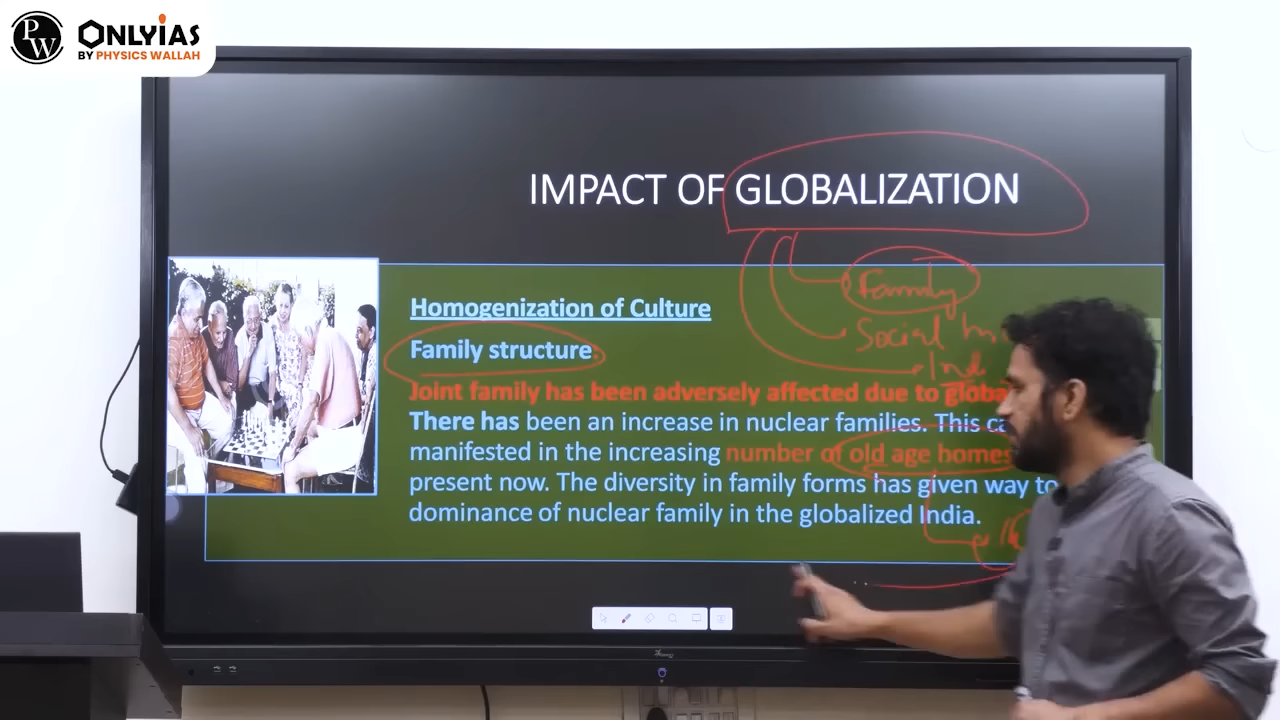 PW
ONLYIAS
BY PHYSICS WALLAH
IMPACT OF GLOBALIZATION
Family
Social
Ind
Homogenization of Culture
Family structure:
Joint family has been adversely affected due to
There has been an increase in nuclear families. This
manifested in the increasing number of old age homes
present now. The diversity in family forms has given way to
dominance of nuclear family in the globalized India.